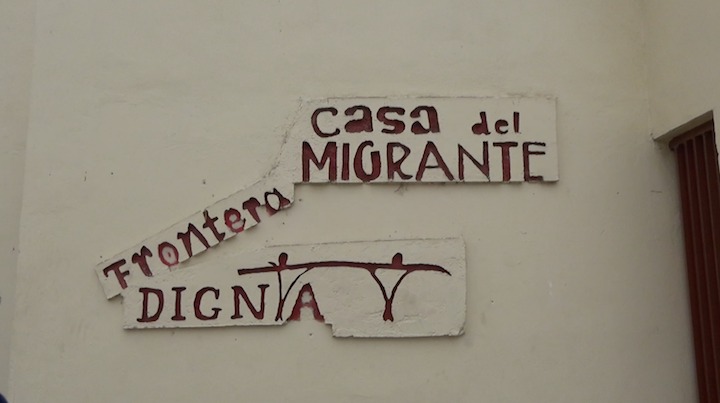 Casa del
MIGRANTE
Frontera
DIGNA